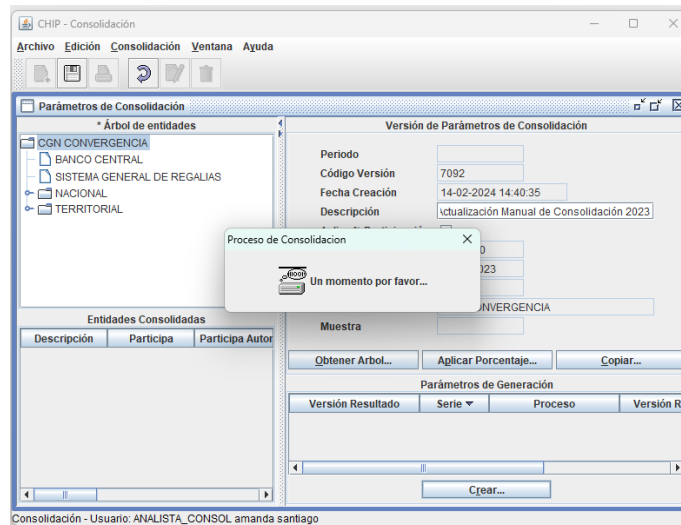 CHIP - Consolidación
Archivo Edición Consolidación Ventana Ayuda
Parámetros de Consolidación
* Árbol de entidades
CGN CONVERGENCIA
BANCO CENTRAL
SISTEMA GENERAL DE REGALIAS
NACIONAL
TERRITORIAL
Entidades Consolidadas
Descripción Participa Participa Autor
Versión de Parámetros de Consolidación
Periodo
Código Versión 7092
Fecha Creación 14-02-2024 14:40:35
Descripción Actualización Manual de Consolidación 2023
Proceso de Consolidacion
Un momento por favor...
0
23
NVERGENCIA
Muestra
Obtener Arbol... Aplicar Porcentaje... Copiar...
Parámetros de Generación
Versión Resultado Serie Proceso Versión R
Crear...
Consolidación - Usuario: ANALISTA_CONSOL amanda santiago